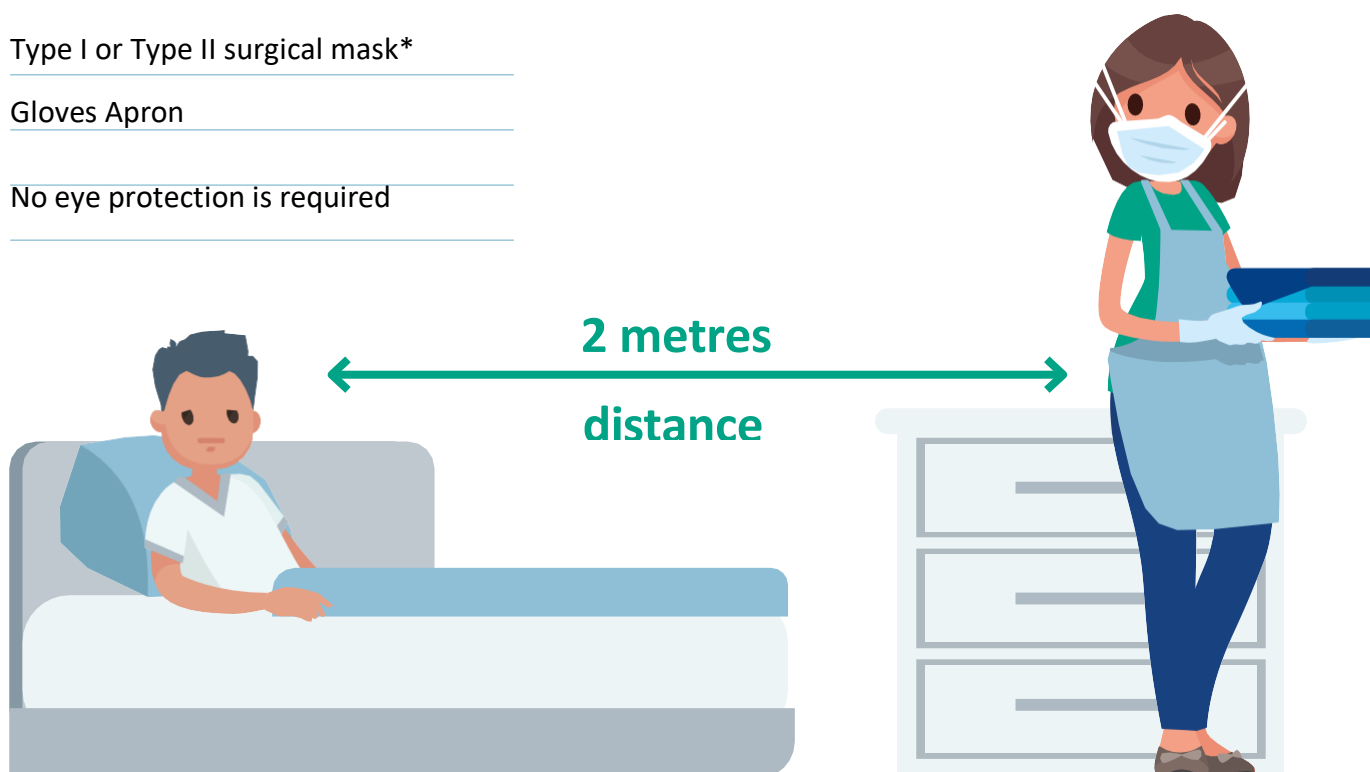 Type I or Type II surgical mask*
Gloves Apron
No eye protection is required
2 metres
distance